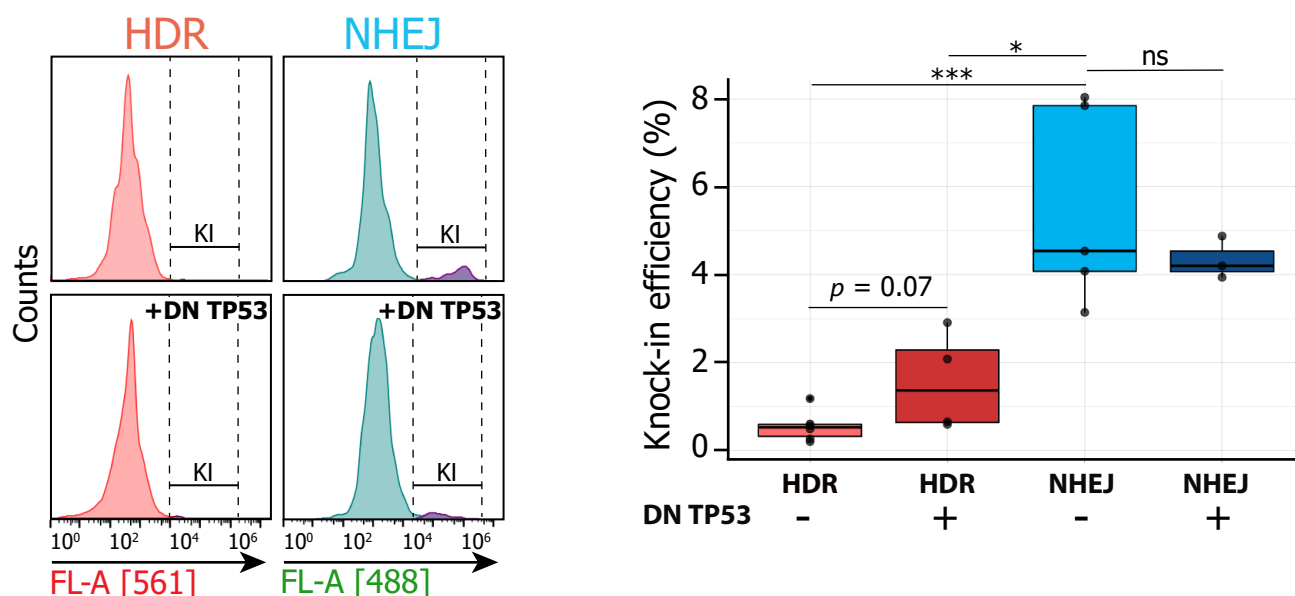 HDR NHEJ
Counts
KI KI
+DN TP53 +DN TP53
KI KI
10⁰ 10² 10⁴ 10⁶ 10⁰ 10² 10⁴ 10⁶
FL-A [561] FL-A [488]
Knock-in efficiency (%)
*
*** ns
8
6
4
p = 0.07
2
0
HDR HDR NHEJ NHEJ
DN TP53 - + - +